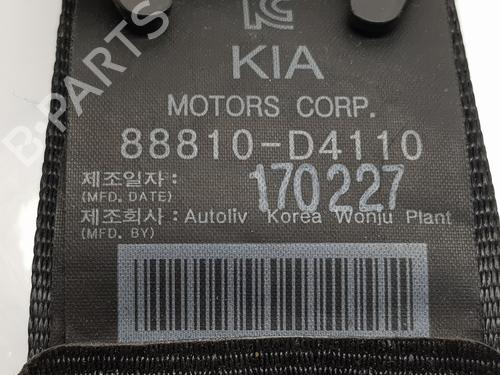 KC
KIA
MOTORS CORP.
88810-D4110
제조일자 : 170227
(MFD. DATE)
제조회사 : Autoliv Korea Wonju Plant
(MFD. BY)
B-PARTS